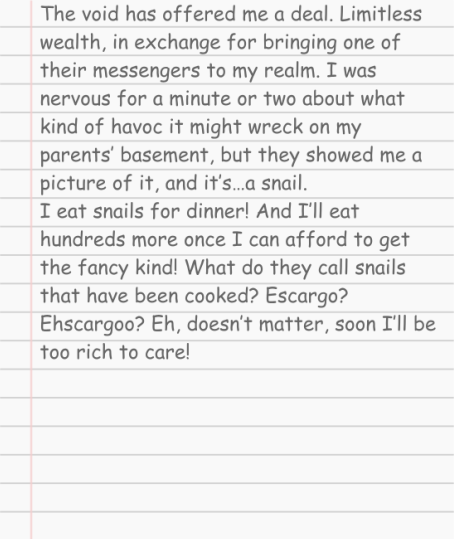 The void has offered me a deal. Limitless
wealth, in exchange for bringing one of
their messengers to my realm. I was
nervous for a minute or two about what
kind of havoc it might wreck on my
parents' basement, but they showed me a
picture of it, and it's...a snail.
I eat snails for dinner! And I'll eat
hundreds more once I can afford to get
the fancy kind! What do they call snails
that have been cooked? Escargo?
Ehscargoo? Eh, doesn't matter, soon I'll be
too rich to care!